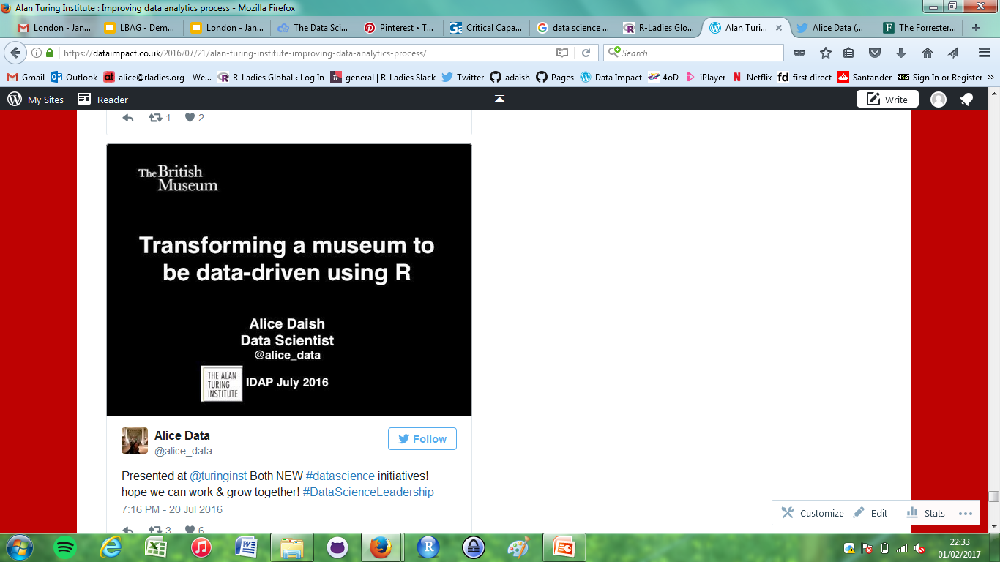 Alan Turing Institute : Improving data analytics process - Mozilla Firefox
London - Jan...
LBAG - Dem...
London - Jan...
The Data Sci...
Pinterest • T...
Critical Capa...
data science ...
R-Ladies Glo...
Alan Turi...
Alice Data (...
The Forrester...
https://dataimpact.co.uk/2016/07/21/alan-turing-institute-improving-data-analytics-process/
Search
Gmail
Outlook
alice@rladies.org - We...
R-Ladies Global ‹ Log In
general | R-Ladies Slack
Twitter
adaish
Pages
Data Impact
4oD
iPlayer
Netflix
fd first direct
Santander
Sign In or Register
My Sites
Reader
Write
1 2
The British
Museum
Transforming a museum to
be data-driven using R
Alice Daish
Data Scientist
@alice_data
THE ALAN
TURING
INSTITUTE
IDAP July 2016
Alice Data
@alice_data
Follow
Presented at @turinginst Both NEW #datascience initiatives!
hope we can work & grow together! #DataScienceLeadership
7:16 PM - 20 Jul 2016
3 6
Customize
Edit
Stats
22:33
01/02/2017